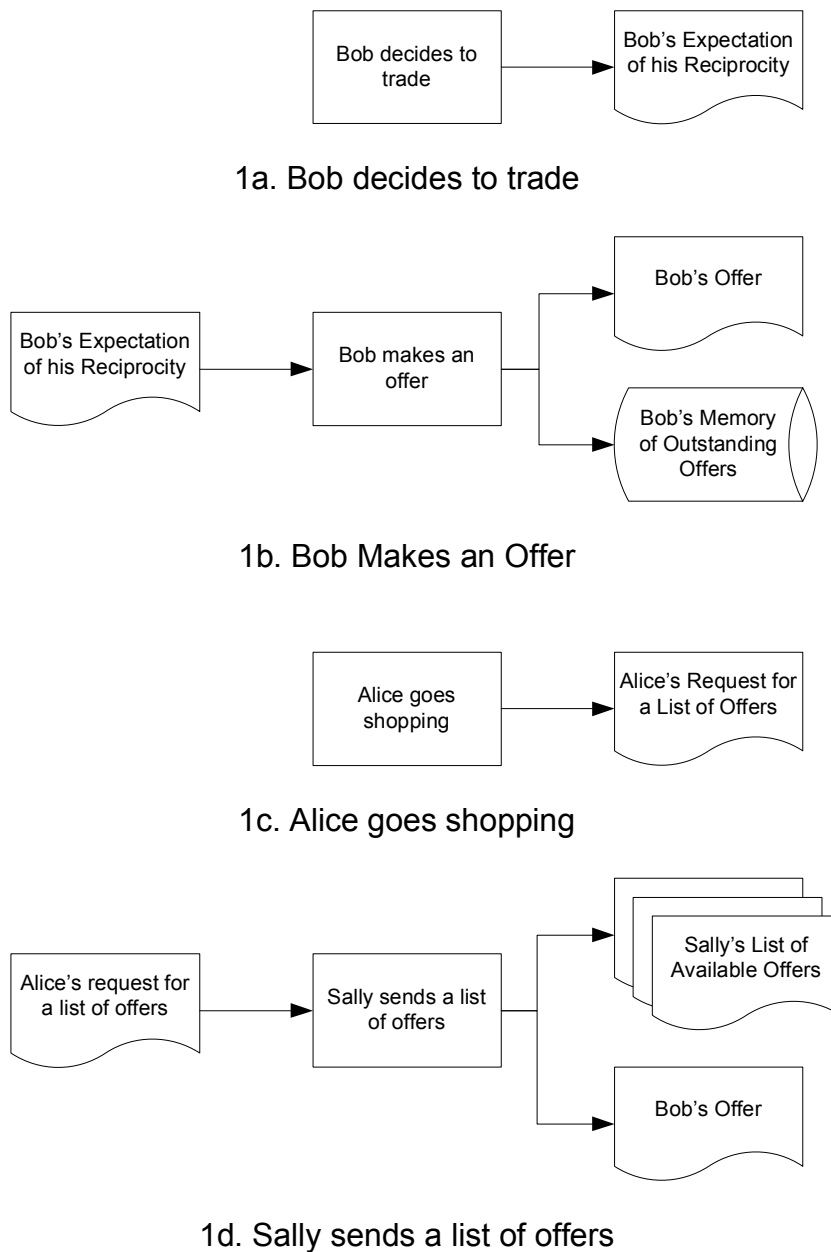 Bob decides to
trade
Bob's Expectation
of his Reciprocity
1a. Bob decides to trade
Bob's Expectation
of his Reciprocity
Bob makes an
offer
Bob's Offer
Bob's Memory
of Outstanding
Offers
1b. Bob Makes an Offer
Alice goes
shopping
Alice's Request for
a List of Offers
1c. Alice goes shopping
Alice's request for
a list of offers
Sally sends a list
of offers
Sally's List of
Available Offers
Bob's Offer
1d. Sally sends a list of offers